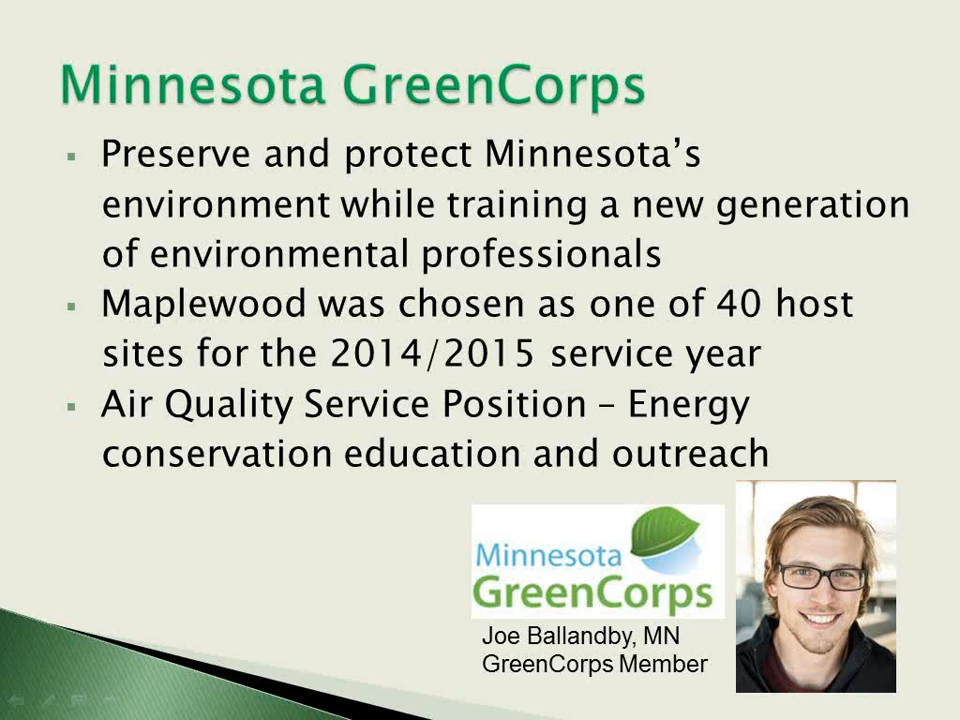 Minnesota GreenCorps
▪ Preserve and protect Minnesota’s
environment while training a new generation
of environmental professionals
▪ Maplewood was chosen as one of 40 host
sites for the 2014/2015 service year
▪ Air Quality Service Position – Energy
conservation education and outreach
Minnesota
GreenCorps
Joe Ballandby, MN
GreenCorps Member